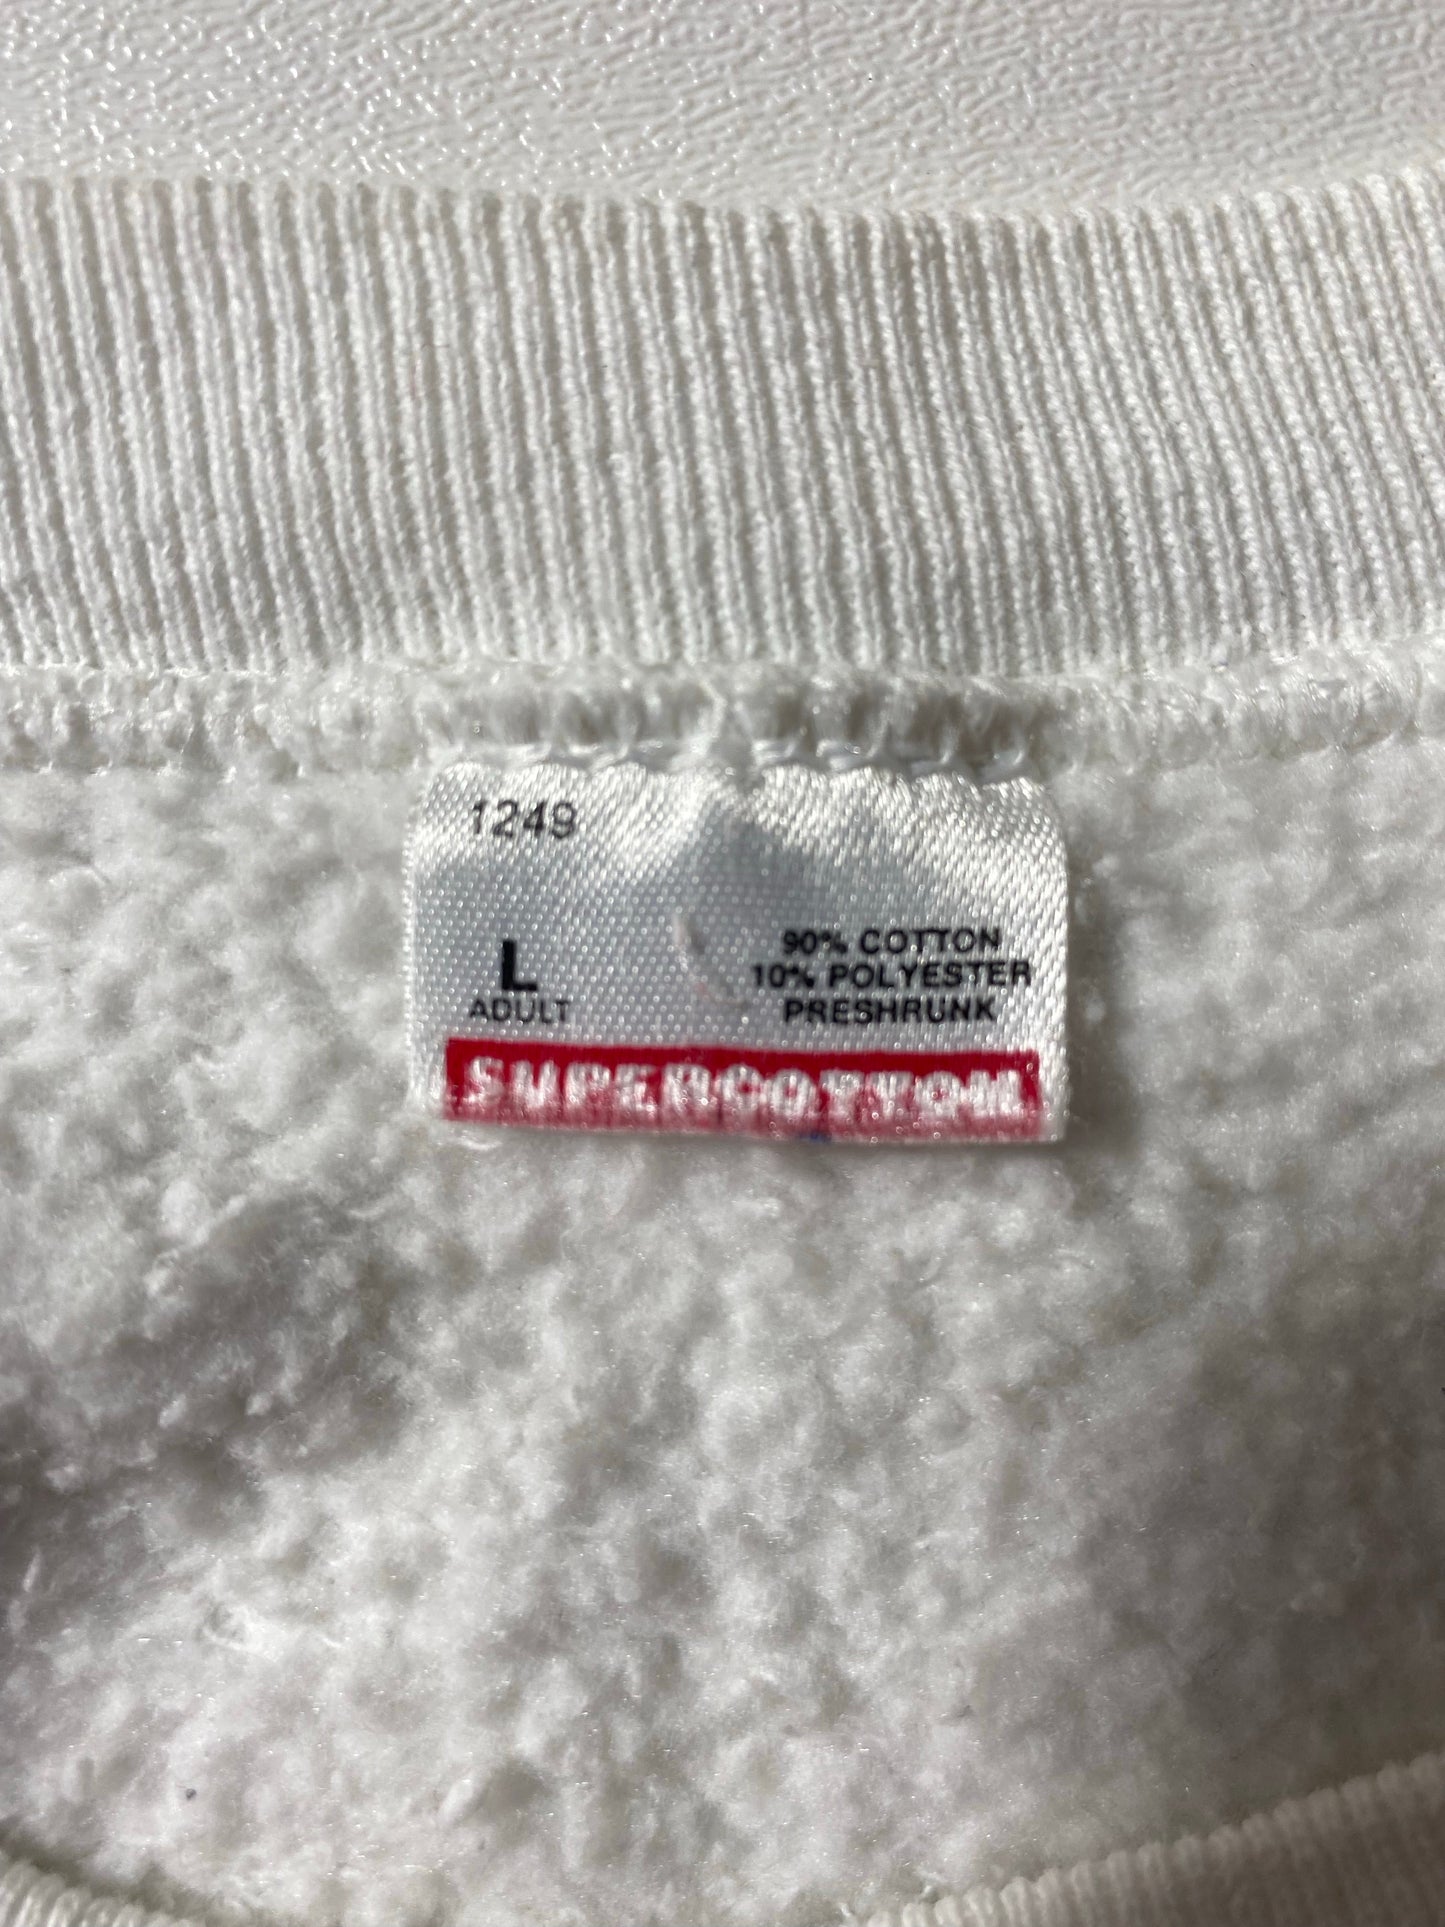 1249
L
ADULT
90% COTTON
10% POLYESTER
PRESHRUNK
SUPERCOTTON